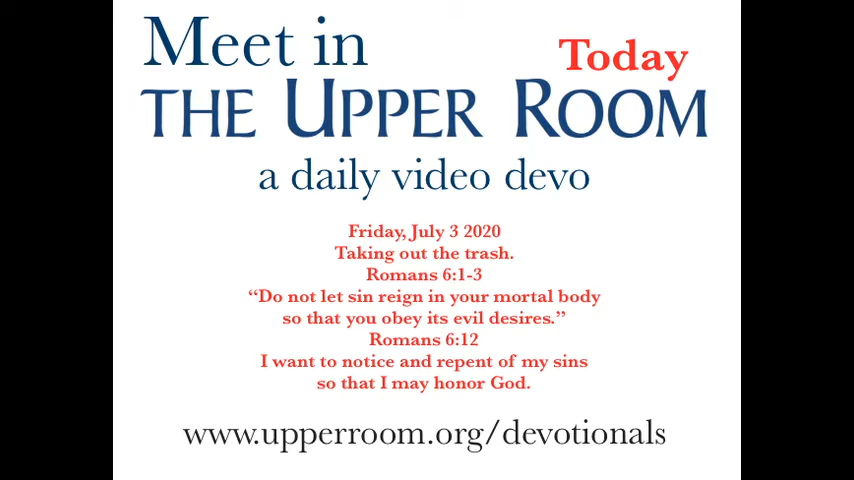 Meet in
Today
THE UPPER ROOM
a daily video devo
Friday, July 3 2020
Taking out the trash.
Romans 6:1-3
“Do not let sin reign in your mortal body
so that you obey its evil desires.”
Romans 6:12
I want to notice and repent of my sins
so that I may honor God.
www.upperroom.org/devotionals